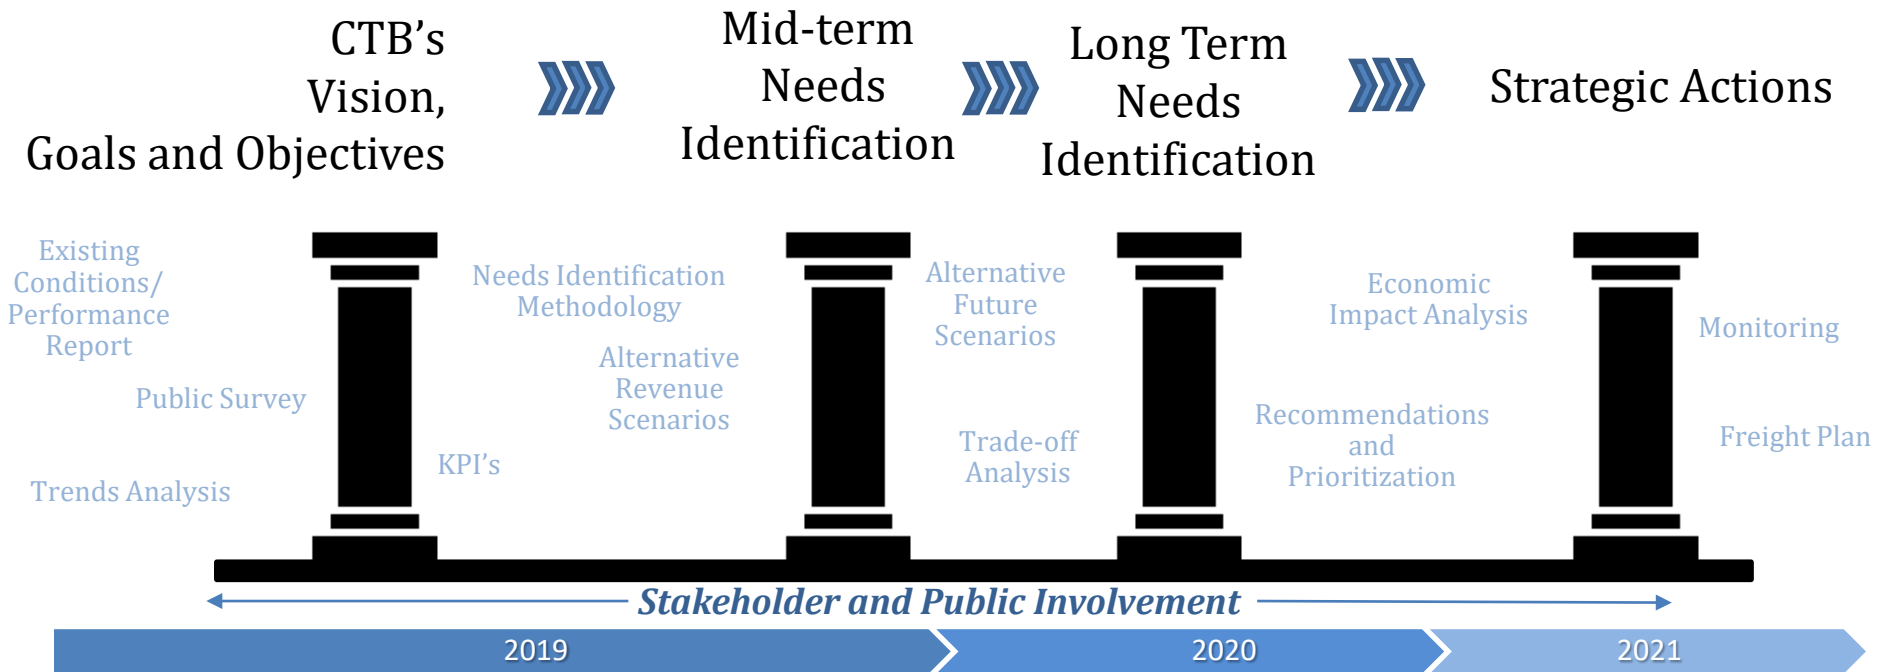 CTB's
Vision,
Goals and Objectives
Mid-term
Needs
Identification
Long Term
Needs
Identification
Strategic Actions
Existing
Conditions/
Performance
Report
Public Survey
Trends Analysis
Needs Identification
Methodology
Alternative
Revenue
Scenarios
KPI's
Alternative
Future
Scenarios
Trade-off
Analysis
Economic
Impact Analysis
Recommendations
and
Prioritization
Monitoring
Freight Plan
Stakeholder and Public Involvement
2019
2020
2021